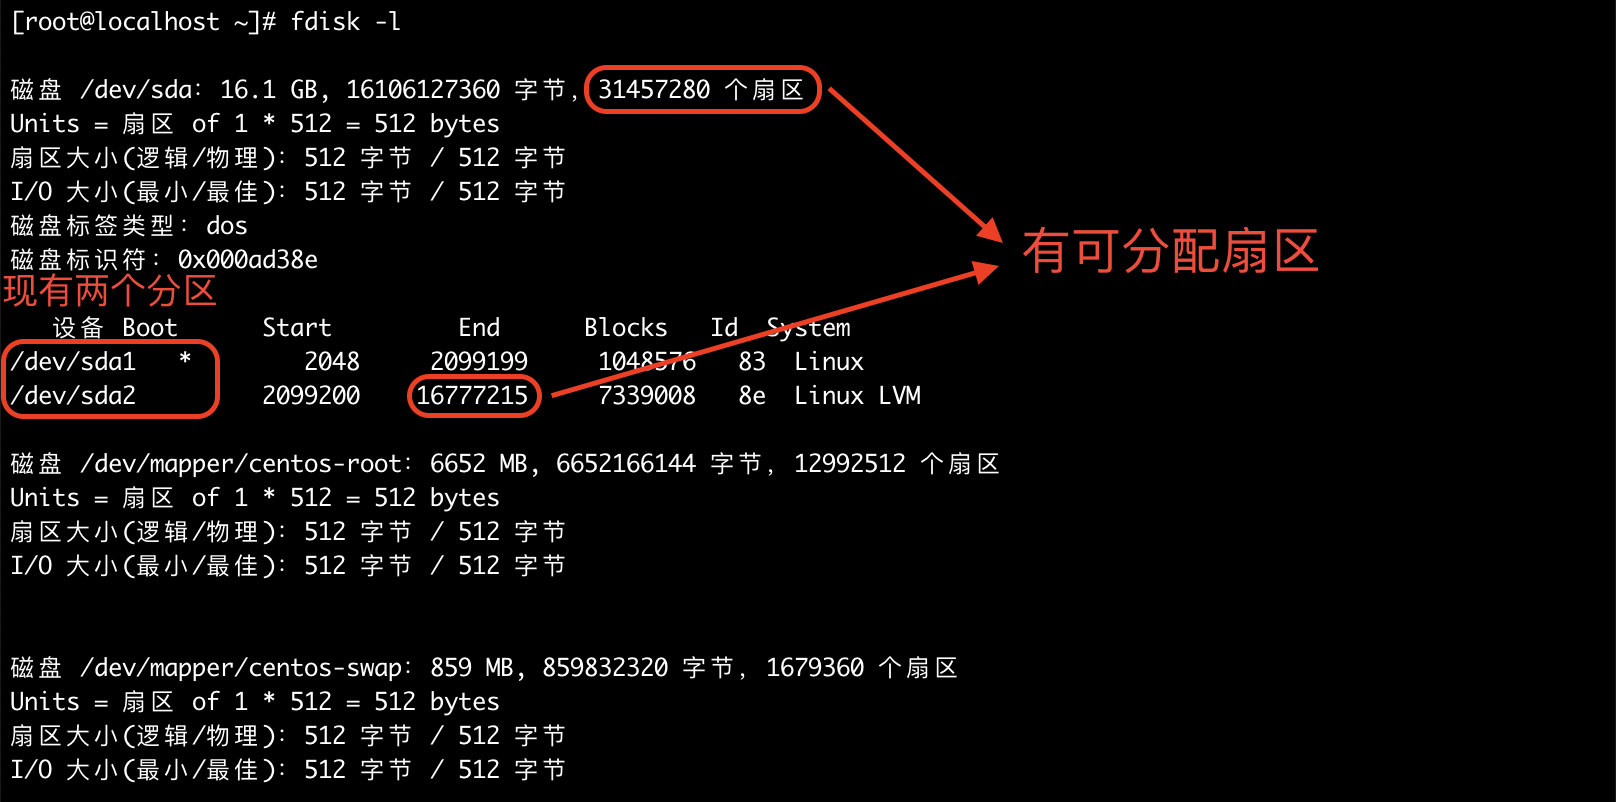 [root@localhost ~]# fdisk -l
磁盘 /dev/sda：16.1 GB, 16106127360 字节，31457280 个扇区
Units = 扇区 of 1 * 512 = 512 bytes
扇区大小(逻辑/物理)：512 字节 / 512 字节
I/O 大小(最小/最佳)：512 字节 / 512 字节
磁盘标签类型：dos
有可分配扇区
磁盘标识符：0x000ad38e
现有两个分区
设备 Boot Start End Blocks Id System
/dev/sda1 * 2048 2099199 1048576 83 Linux
/dev/sda2 2099200 16777215 7339008 8e Linux LVM
磁盘 /dev/mapper/centos-root：6652 MB, 6652166144 字节，12992512 个扇区
Units = 扇区 of 1 * 512 = 512 bytes
扇区大小(逻辑/物理)：512 字节 / 512 字节
I/O 大小(最小/最佳)：512 字节 / 512 字节
磁盘 /dev/mapper/centos-swap：859 MB, 859832320 字节，1679360 个扇区
Units = 扇区 of 1 * 512 = 512 bytes
扇区大小(逻辑/物理)：512 字节 / 512 字节
I/O 大小(最小/最佳)：512 字节 / 512 字节